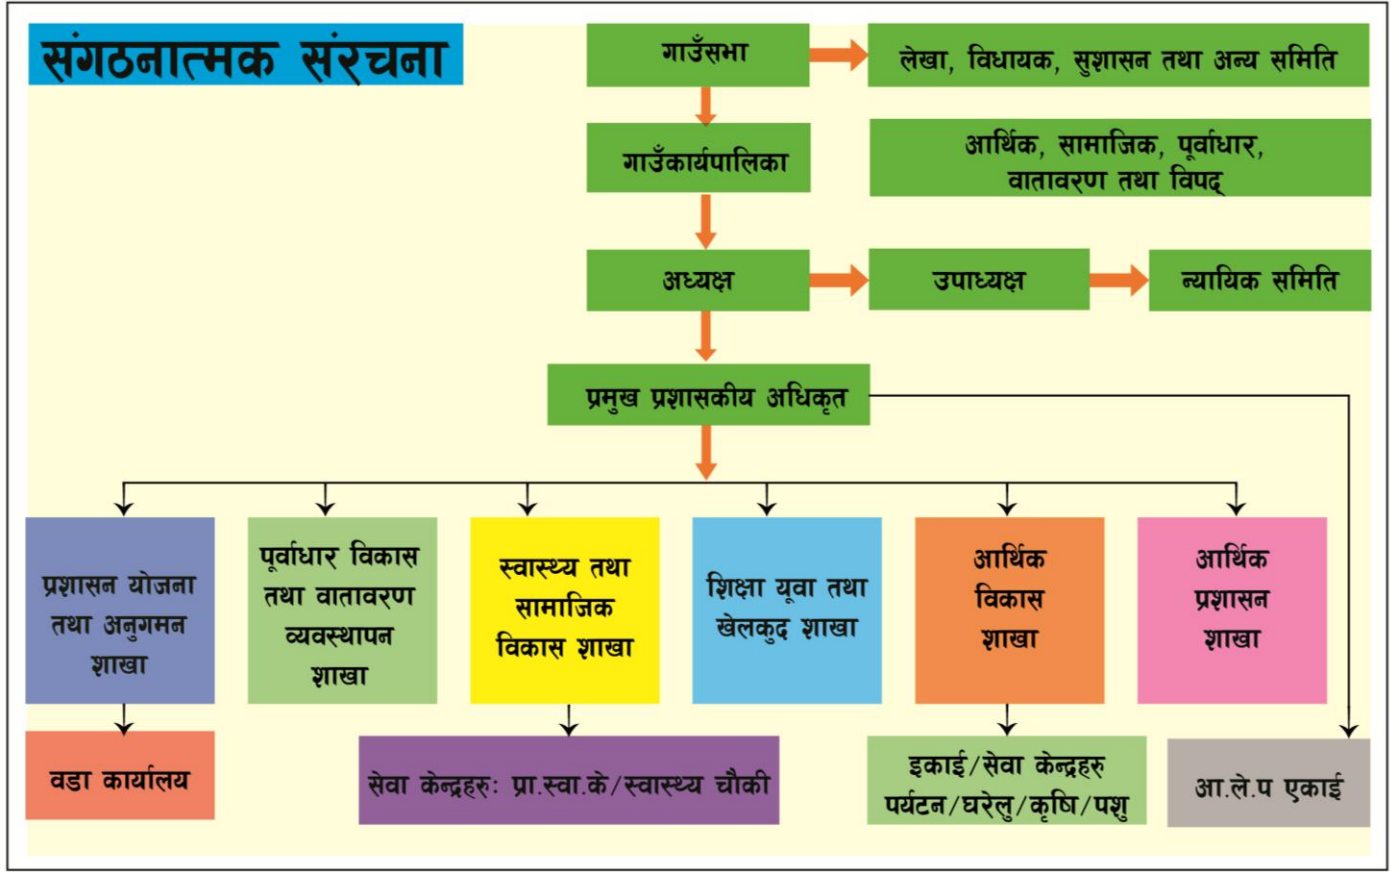 संगठनात्मक संरचना
गाउँसभा
लेखा, विधायक, सुशासन तथा अन्य समिति
गाउँकार्यपालिका
आर्थिक, सामाजिक, पूर्वाधार,
वातावरण तथा विपद्
अध्यक्ष
उपाध्यक्ष
न्यायिक समिति
प्रमुख प्रशासकीय अधिकृत
प्रशासन योजना
तथा अनुगमन
शाखा
पूर्वाधार विकास
तथा वातावरण
व्यवस्थापन
शाखा
स्वास्थ्य तथा
सामाजिक
विकास शाखा
शिक्षा यूवा तथा
खेलकुद शाखा
आर्थिक
विकास
शाखा
आर्थिक
प्रशासन
शाखा
वडा कार्यालय
सेवा केन्द्रहरुः प्रा.स्वा.के/स्वास्थ्य चौकी
इकाई/सेवा केन्द्रहरु
पर्यटन/घरेलु/कृषि/पशु
आ.ले.प एकाई